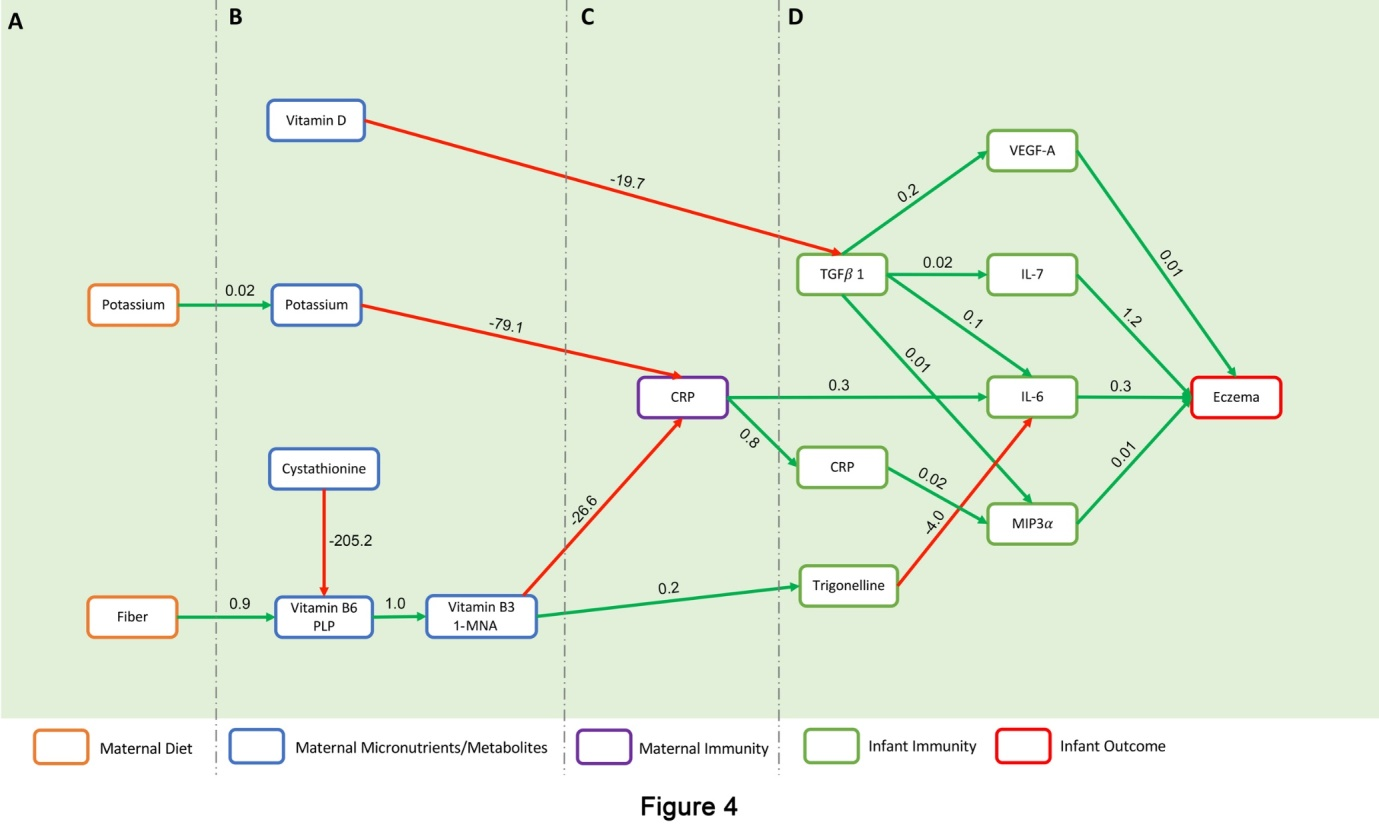 A
B
C
D
Vitamin D
VEGF-A
-19.7
0.2
0.01
TGFβ 1
0.02
IL-7
Potassium
0.02
Potassium
-79.1
0.1
1.2
0.01
CRP
0.3
IL-6
0.3
Eczema
0.8
Cystathionine
CRP
0.02
0.01
-26.6
-4.0
MIP3α
-205.2
Trigonelline
0.2
Fiber
0.9
Vitamin B6
PLP
1.0
Vitamin B3
1-MNA
Maternal Diet
Maternal Micronutrients/Metabolites
Maternal Immunity
Infant Immunity
Infant Outcome
Figure 4